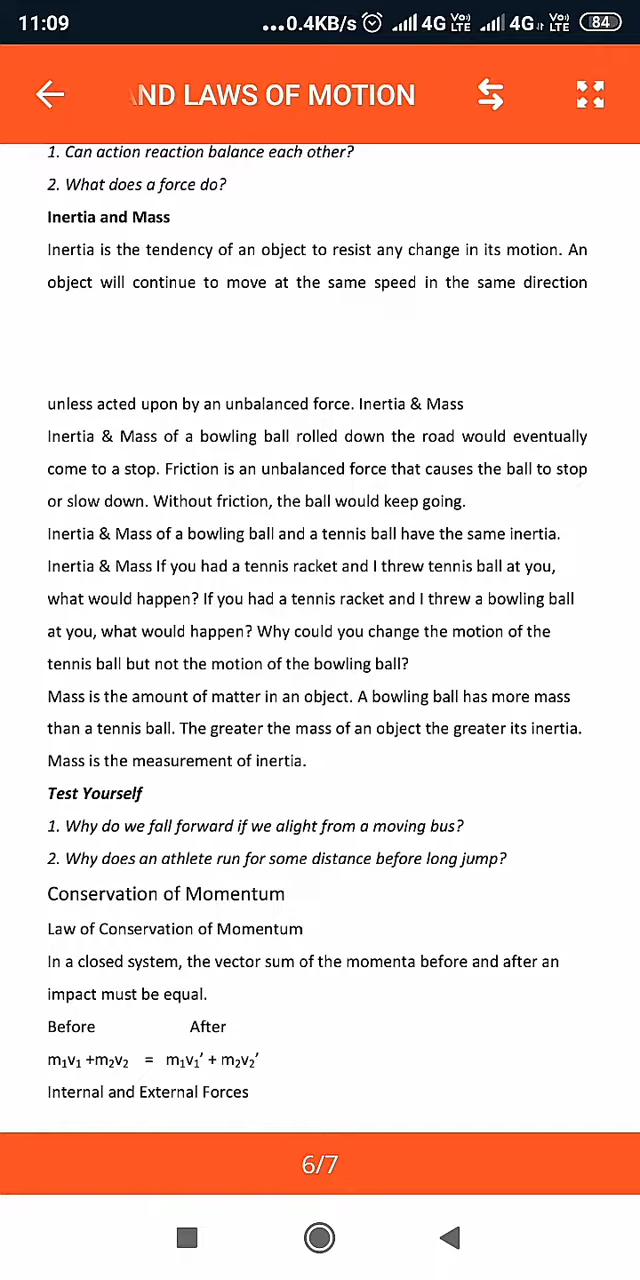 11:09 ...0.4KB/s 4G Vo) LTE 4G Vo) LTE 84
ND LAWS OF MOTION
1. Can action reaction balance each other?
2. What does a force do?
Inertia and Mass
Inertia is the tendency of an object to resist any change in its motion. An
object will continue to move at the same speed in the same direction
unless acted upon by an unbalanced force. Inertia & Mass
Inertia & Mass of a bowling ball rolled down the road would eventually
come to a stop. Friction is an unbalanced force that causes the ball to stop
or slow down. Without friction, the ball would keep going.
Inertia & Mass of a bowling ball and a tennis ball have the same inertia.
Inertia & Mass If you had a tennis racket and I threw tennis ball at you,
what would happen? If you had a tennis racket and I threw a bowling ball
at you, what would happen? Why could you change the motion of the
tennis ball but not the motion of the bowling ball?
Mass is the amount of matter in an object. A bowling ball has more mass
than a tennis ball. The greater the mass of an object the greater its inertia.
Mass is the measurement of inertia.
Test Yourself
1. Why do we fall forward if we alight from a moving bus?
2. Why does an athlete run for some distance before long jump?
Conservation of Momentum
Law of Conservation of Momentum
In a closed system, the vector sum of the momenta before and after an
impact must be equal.
Before After
m₁v₁ +m₂v₂ = m₁v₁' + m₂v₂'
Internal and External Forces
6/7